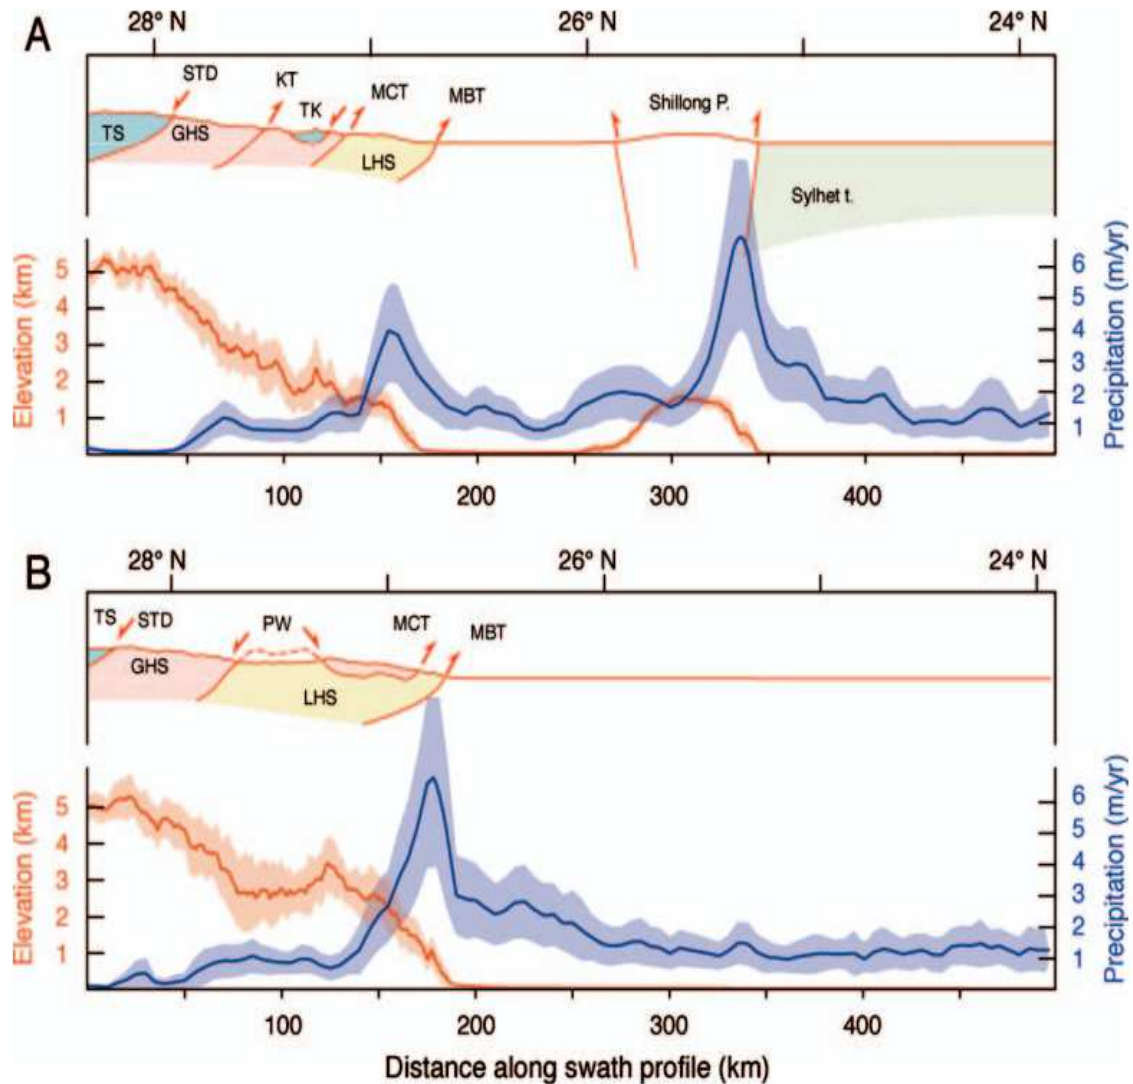 A
28° N 26° N 24° N
STD KT TK MCT MBT Shillong P.
TS GHS LHS Sylhet t.
Elevation (km)
5
4
3
2
1
Precipitation (m/yr)
6
5
4
3
2
1
100 200 300 400
B
28° N 26° N 24° N
TS STD PW MCT MBT
GHS LHS
Elevation (km)
5
4
3
2
1
Precipitation (m/yr)
6
5
4
3
2
1
100 200 300 400
Distance along swath profile (km)